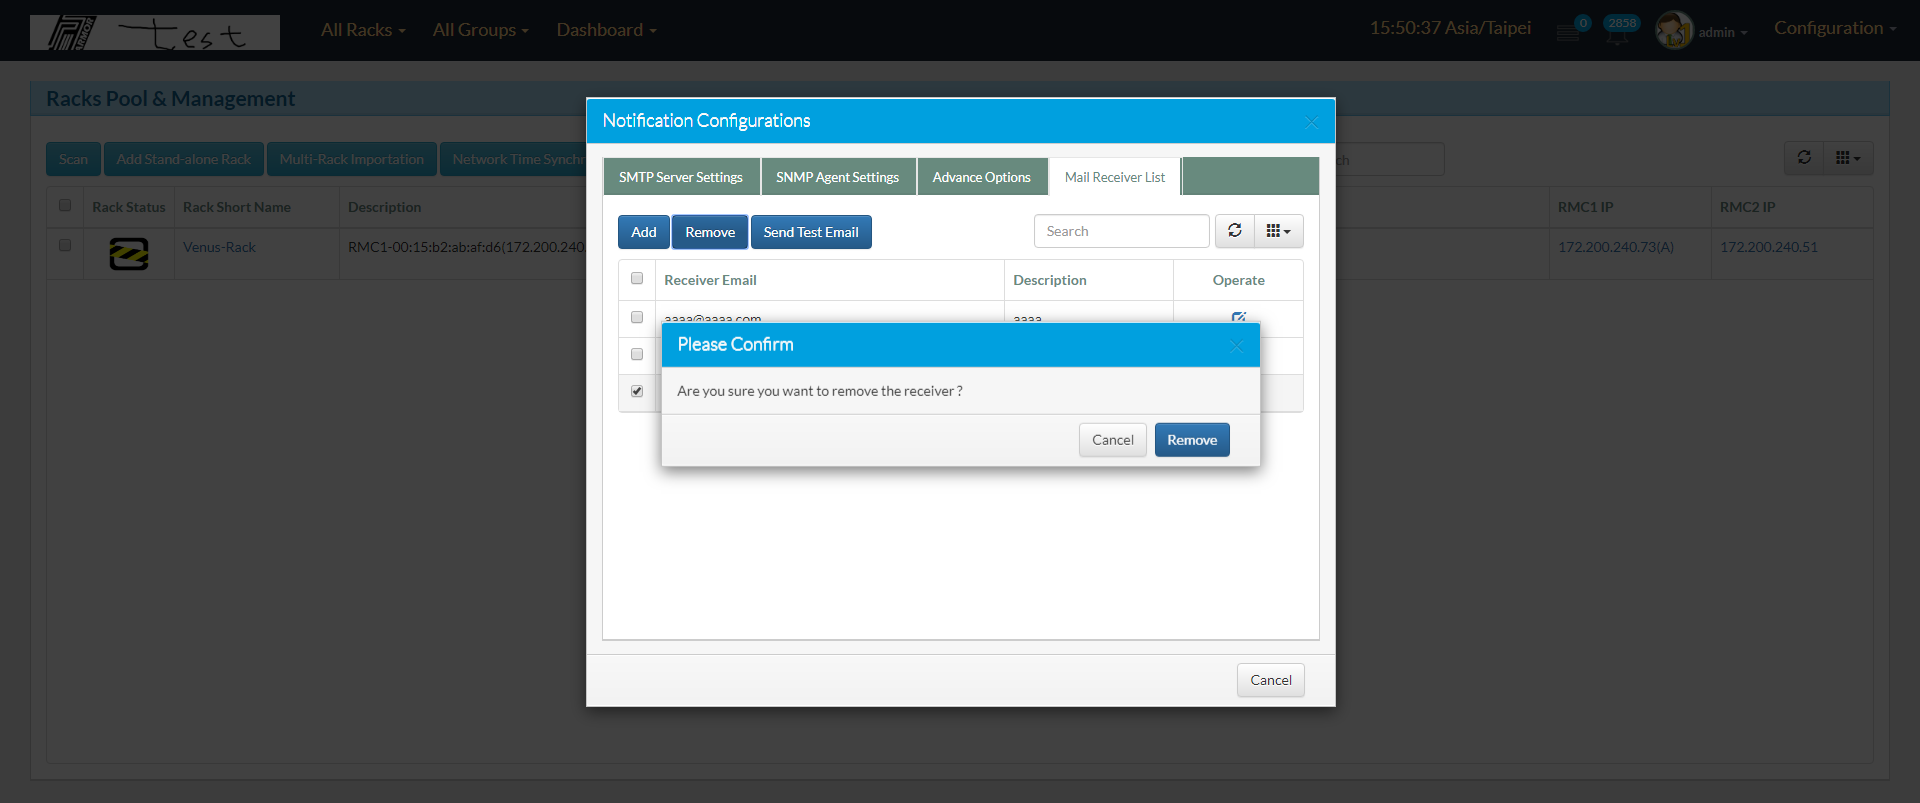 ARMOR test All Racks All Groups Dashboard 15:50:37 Asia/Taipei 0 2858 admin Configuration
Racks Pool & Management
Notification Configurations
Scan Add Stand-alone Rack Multi-Rack Importation Network Time Synchr
SMTP Server Settings SNMP Agent Settings Advance Options Mail Receiver List
Add Remove Send Test Email Search
Rack Status Rack Short Name Description RMC1 IP RMC2 IP
Venus-Rack RMC1-00:15:b2:ab:af:d6(172.200.240. 172.200.240.73(A) 172.200.240.51
Receiver Email Description Operate
aaaa@aaaa.com aaaa
Please Confirm
Are you sure you want to remove the receiver ?
Cancel Remove
Cancel